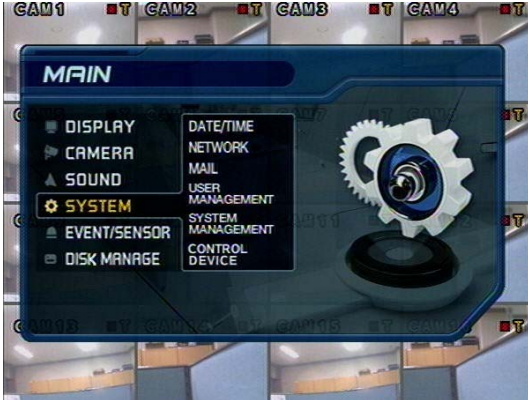 CAM1 T CAM2 T CAM3 T CAM4 T
MAIN
DISPLAY
CAMERA
SOUND
SYSTEM
EVENT/SENSOR
DISK MANAGE
DATE/TIME
NETWORK
MAIL
USER
MANAGEMENT
SYSTEM
MANAGEMENT
CONTROL
DEVICE
CAM13 T CAM15 T T